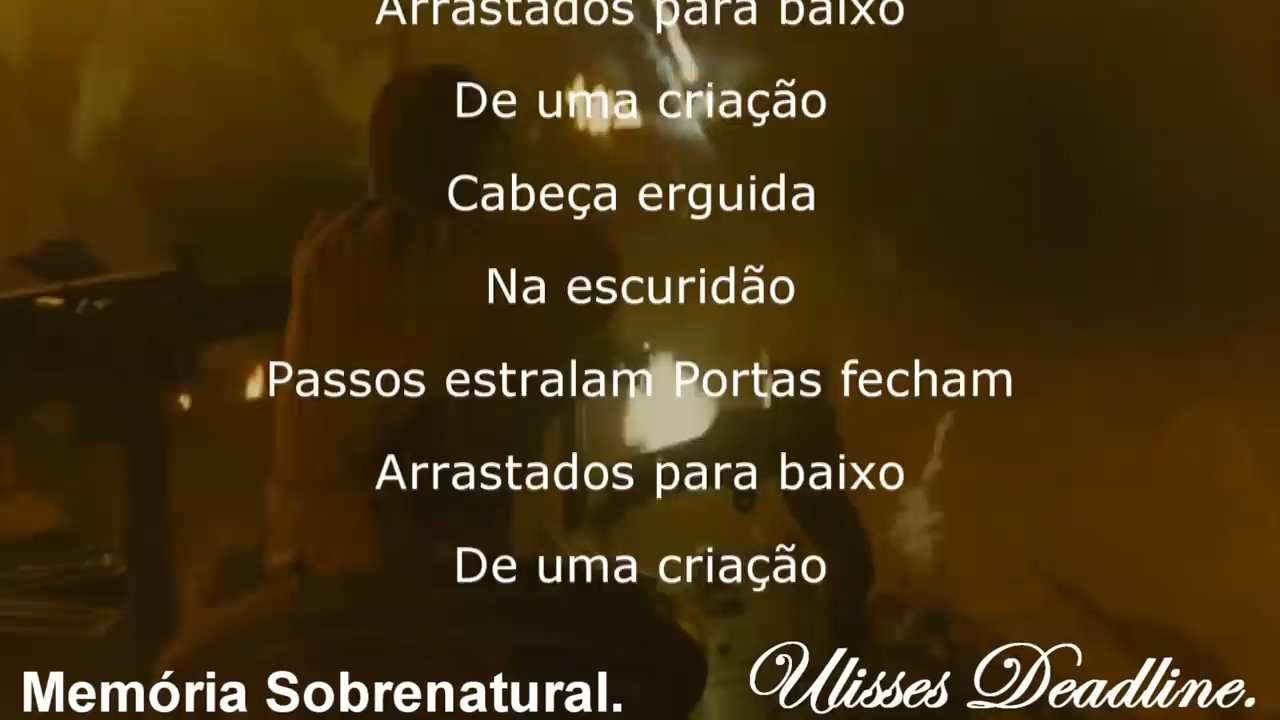 Arrastados para baixo
De uma criação
Cabeça erguida
Na escuridão
Passos estralam Portas fecham
Arrastados para baixo
De uma criação
Memória Sobrenatural.
Ulisses Deadline.